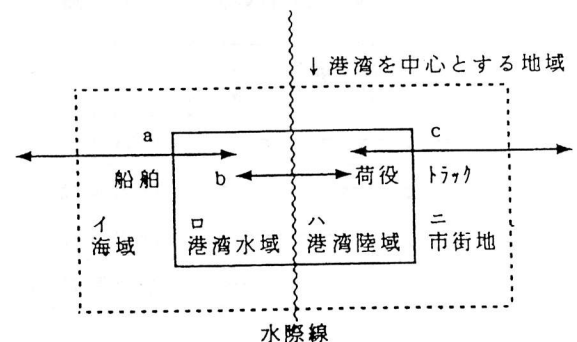 ↓港湾を中心とする地域
a
c
船舶
b
荷役
トラック
イ
ロ
ハ
ニ
海域
港湾水域
港湾陸域
市街地
水際線